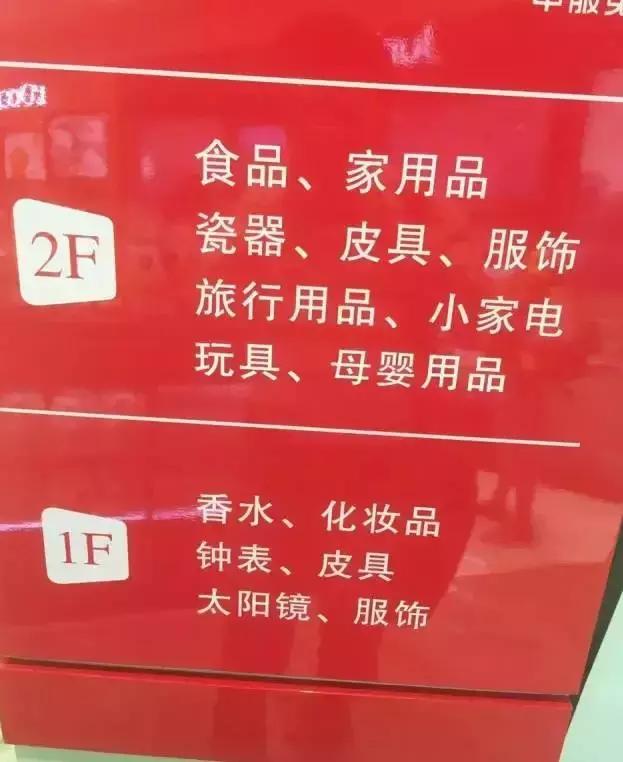 2F
食品、家用品
瓷器、皮具、服饰
旅行用品、小家电
玩具、母婴用品
1F
香水、化妆品
钟表、皮具
太阳镜、服饰